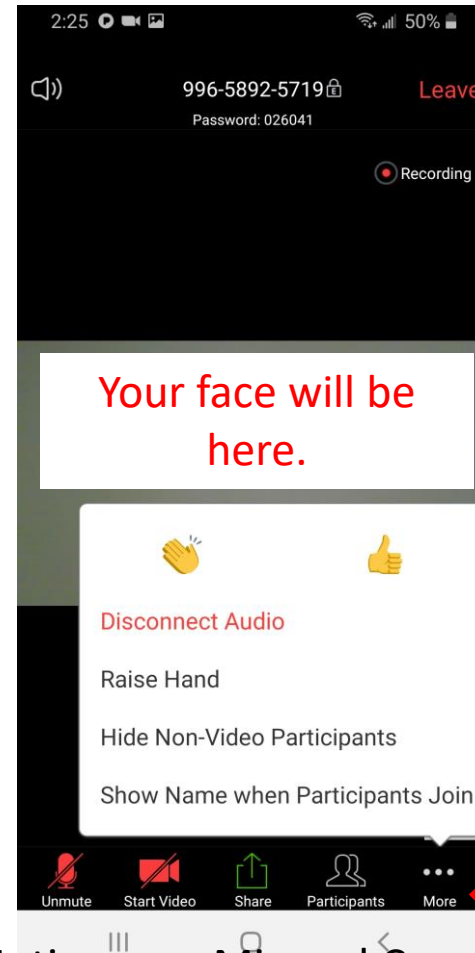 2:25 50%
996-5892-5719 Leave
Password: 026041
Recording
Your face will be
here.
Disconnect Audio
Raise Hand
Hide Non-Video Participants
Show Name when Participants Join
Unmute Start Video Share Participants More